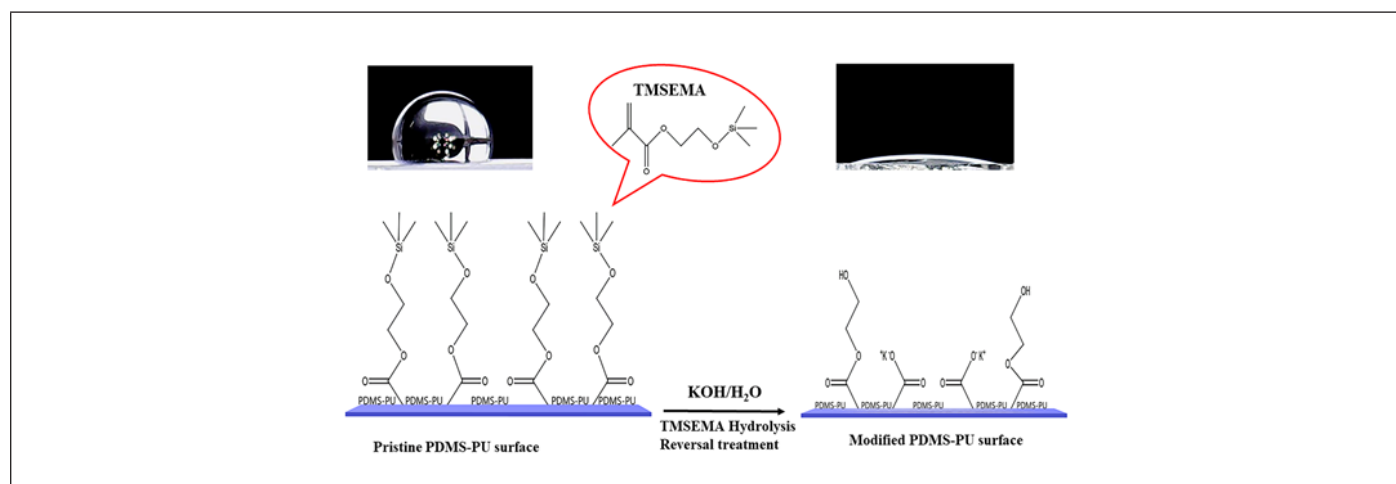 TMSEMA
O
Si
O
O
Si
Si
Si
Si
O
O
O
O
O
O
O
O
O
O
O
O
PDMS-PU
PDMS-PU
PDMS-PU
PDMS-PU
PDMS-PU
Pristine PDMS-PU surface
KOH/H₂O
TMSEMA Hydrolysis
Reversal treatment
HO
OH
O
⁺K⁻O
O⁻K⁺
O
O
O
O
O
PDMS-PU
PDMS-PU
PDMS-PU
PDMS-PU
PDMS-PU
Modified PDMS-PU surface